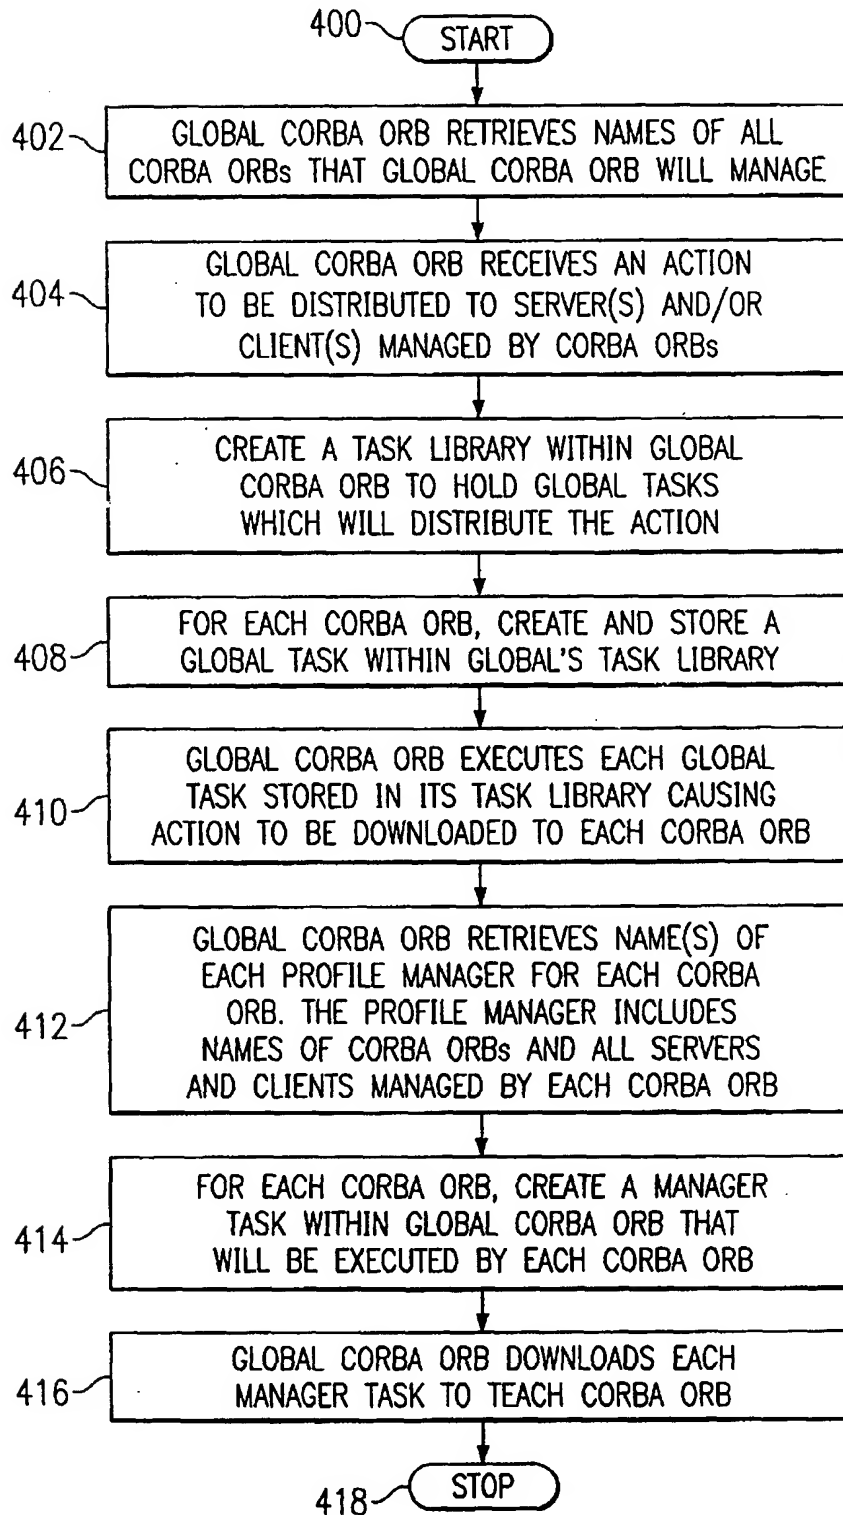 400
START
402
GLOBAL CORBA ORB RETRIEVES NAMES OF ALL
CORBA ORBs THAT GLOBAL CORBA ORB WILL MANAGE
404
GLOBAL CORBA ORB RECEIVES AN ACTION
TO BE DISTRIBUTED TO SERVER(S) AND/OR
CLIENT(S) MANAGED BY CORBA ORBs
406
CREATE A TASK LIBRARY WITHIN GLOBAL
CORBA ORB TO HOLD GLOBAL TASKS
WHICH WILL DISTRIBUTE THE ACTION
408
FOR EACH CORBA ORB, CREATE AND STORE A
GLOBAL TASK WITHIN GLOBAL'S TASK LIBRARY
410
GLOBAL CORBA ORB EXECUTES EACH GLOBAL
TASK STORED IN ITS TASK LIBRARY CAUSING
ACTION TO BE DOWNLOADED TO EACH CORBA ORB
412
GLOBAL CORBA ORB RETRIEVES NAME(S) OF
EACH PROFILE MANAGER FOR EACH CORBA
ORB. THE PROFILE MANAGER INCLUDES
NAMES OF CORBA ORBs AND ALL SERVERS
AND CLIENTS MANAGED BY EACH CORBA ORB
414
FOR EACH CORBA ORB, CREATE A MANAGER
TASK WITHIN GLOBAL CORBA ORB THAT
WILL BE EXECUTED BY EACH CORBA ORB
416
GLOBAL CORBA ORB DOWNLOADS EACH
MANAGER TASK TO TEACH CORBA ORB
418
STOP